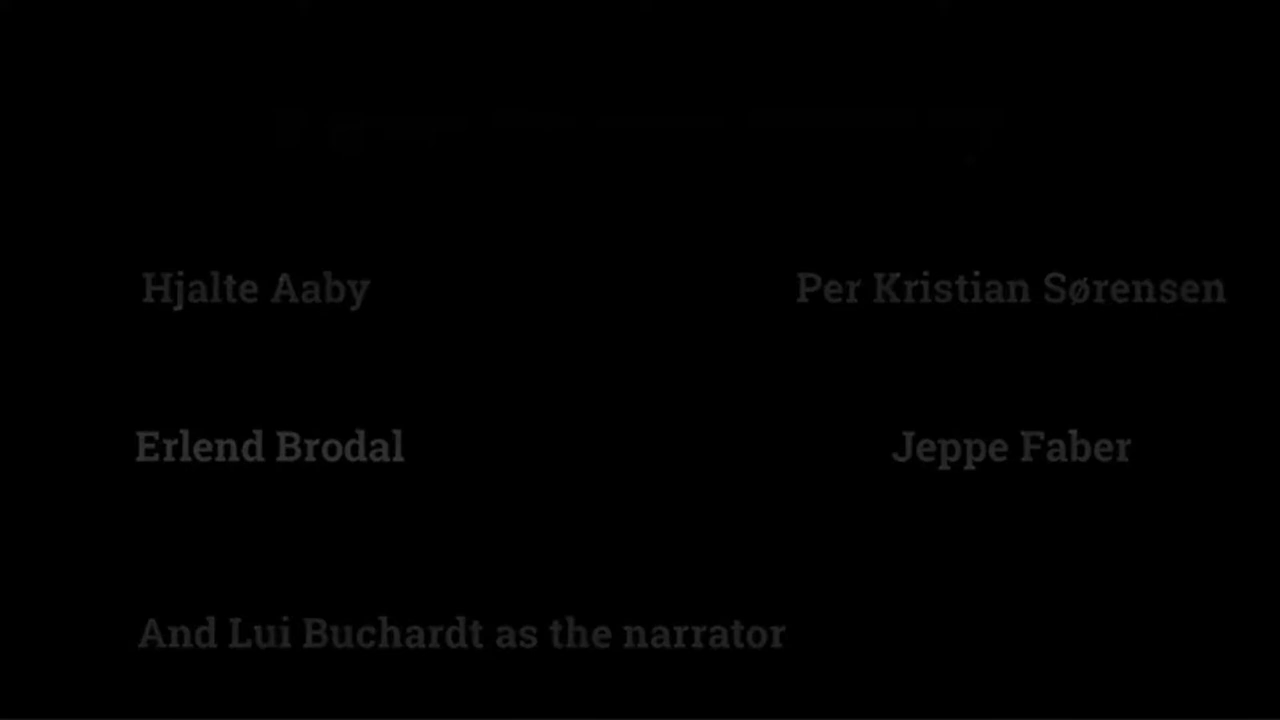 Hjalte Aaby
Per Kristian Sørensen
Erlend Brodal
Jeppe Faber
And Lui Buchardt as the narrator